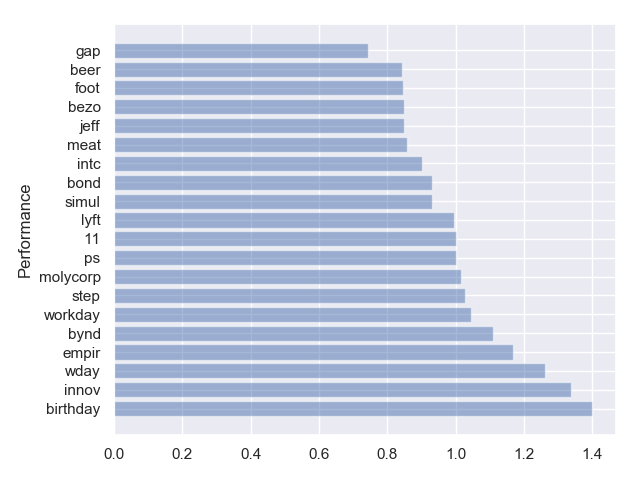 gap
beer
foot
bezo
jeff
meat
intc
bond
simul
lyft
11
ps
molycorp
step
workday
bynd
empir
wday
innov
birthday
Performance
0.0 0.2 0.4 0.6 0.8 1.0 1.2 1.4